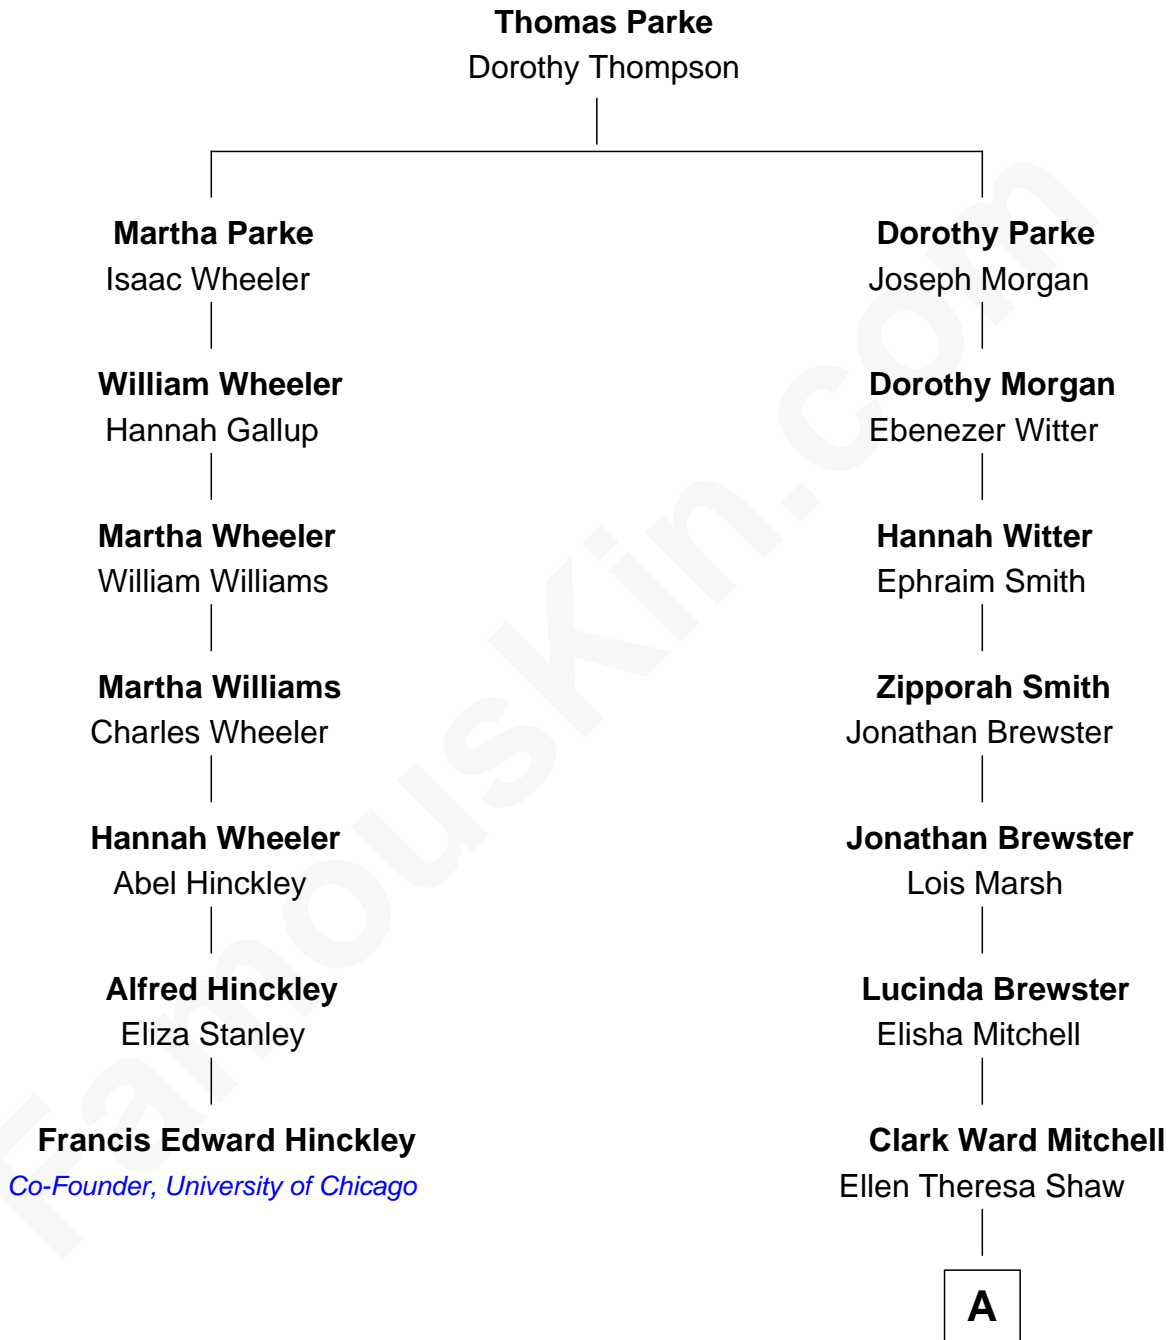 Thomas Parke
Dorothy Thompson
Martha Parke
Isaac Wheeler
Dorothy Parke
Joseph Morgan
William Wheeler
Hannah Gallup
Dorothy Morgan
Ebenezer Witter
Martha Wheeler
William Williams
Hannah Witter
Ephraim Smith
Martha Williams
Charles Wheeler
Zipporah Smith
Jonathan Brewster
Hannah Wheeler
Abel Hinckley
Jonathan Brewster
Lois Marsh
Alfred Hinckley
Eliza Stanley
Lucinda Brewster
Elisha Mitchell
Francis Edward Hinckley
Co-Founder, University of Chicago
Clark Ward Mitchell
Ellen Theresa Shaw
A
FamousKin.com